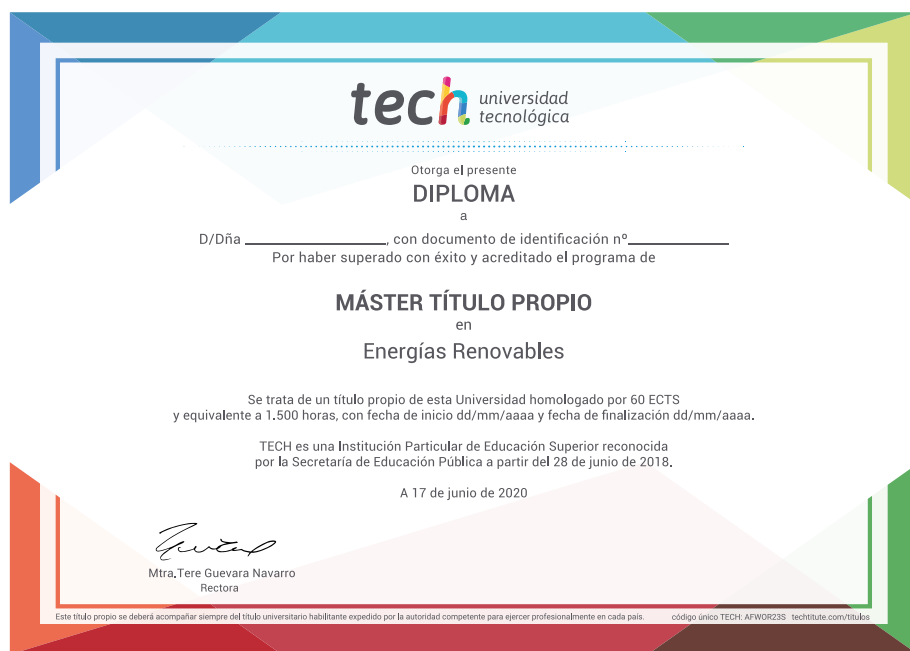 tech universidad
tecnológica
Otorga el presente
DIPLOMA
a
D/Dña ________________, con documento de identificación nº____________
Por haber superado con éxito y acreditado el programa de
MÁSTER TÍTULO PROPIO
en
Energías Renovables
Se trata de un título propio de esta Universidad homologado por 60 ECTS
y equivalente a 1.500 horas, con fecha de inicio dd/mm/aaaa y fecha de finalización dd/mm/aaaa.
TECH es una Institución Particular de Educación Superior reconocida
por la Secretaría de Educación Pública a partir del 28 de junio de 2018.
A 17 de junio de 2020
Mtra.Tere Guevara Navarro
Rectora
Este título propio se deberá acompañar siempre del título universitario habilitante expedido por la autoridad competente para ejercer profesionalmente en cada país. código único TECH: AFWOR23S techtitute.com/titulos